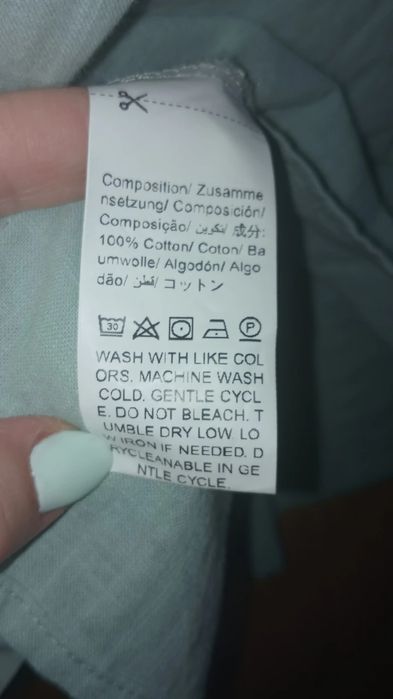 Composition/ Zusamme
nsetzung/ Composición/
Composição/ تكوين/ 成分:
100% Cotton/ Coton/ Ba
umwolle/ Algodón/ Algo
dão/ قطن/ コットン
30 P
WASH WITH LIKE COL
ORS. MACHINE WASH
COLD. GENTLE CYCL
E. DO NOT BLEACH. T
UMBLE DRY LOW. LO
W IRON IF NEEDED. D
RYCLEANABLE IN GE
NTLE CYCLE.